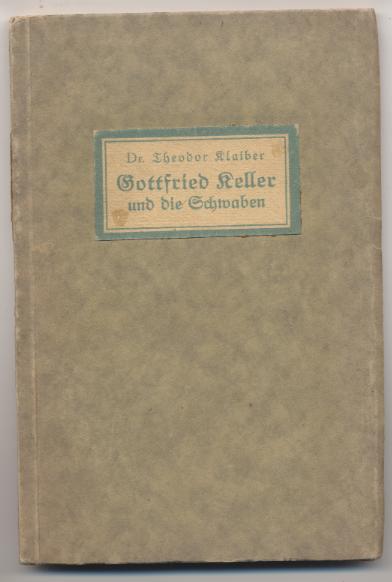 Dr. Theodor Klaiber
Gottfried Keller
und die Schwaben